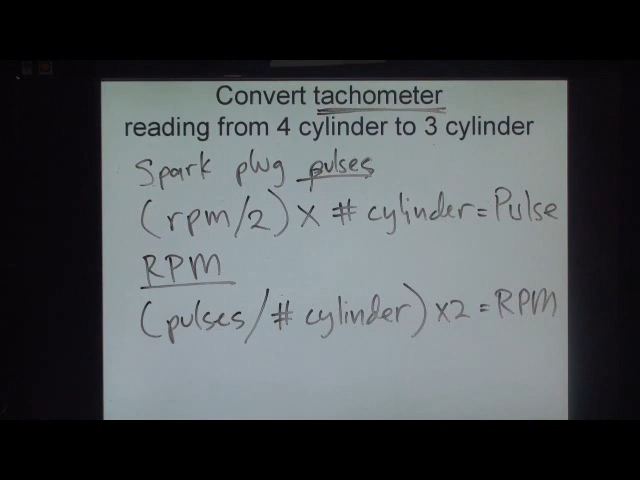 Convert tachometer
reading from 4 cylinder to 3 cylinder
Spark plug pulses
(rpm/2) x # cylinder = Pulse
RPM
(pulses/# cylinder) x2 = RPM